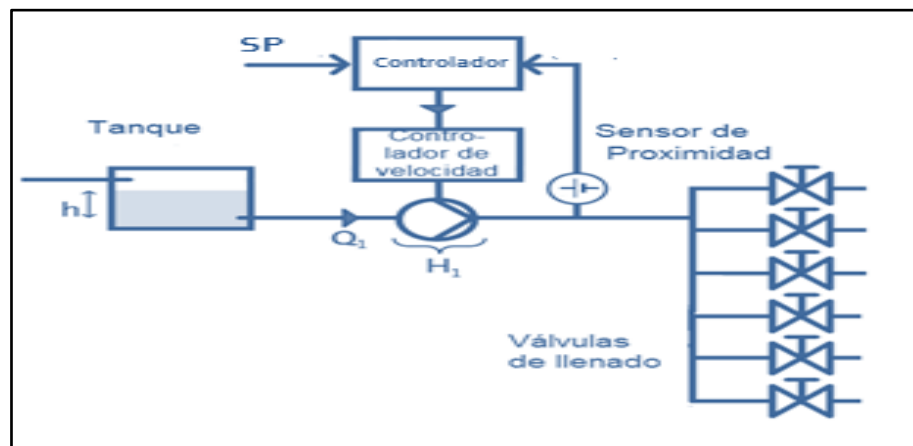 SP
Controlador
Tanque
Contro-
lador de
velocidad
Sensor de
Proximidad
h
Q₁
H₁
Válvulas
de llenado